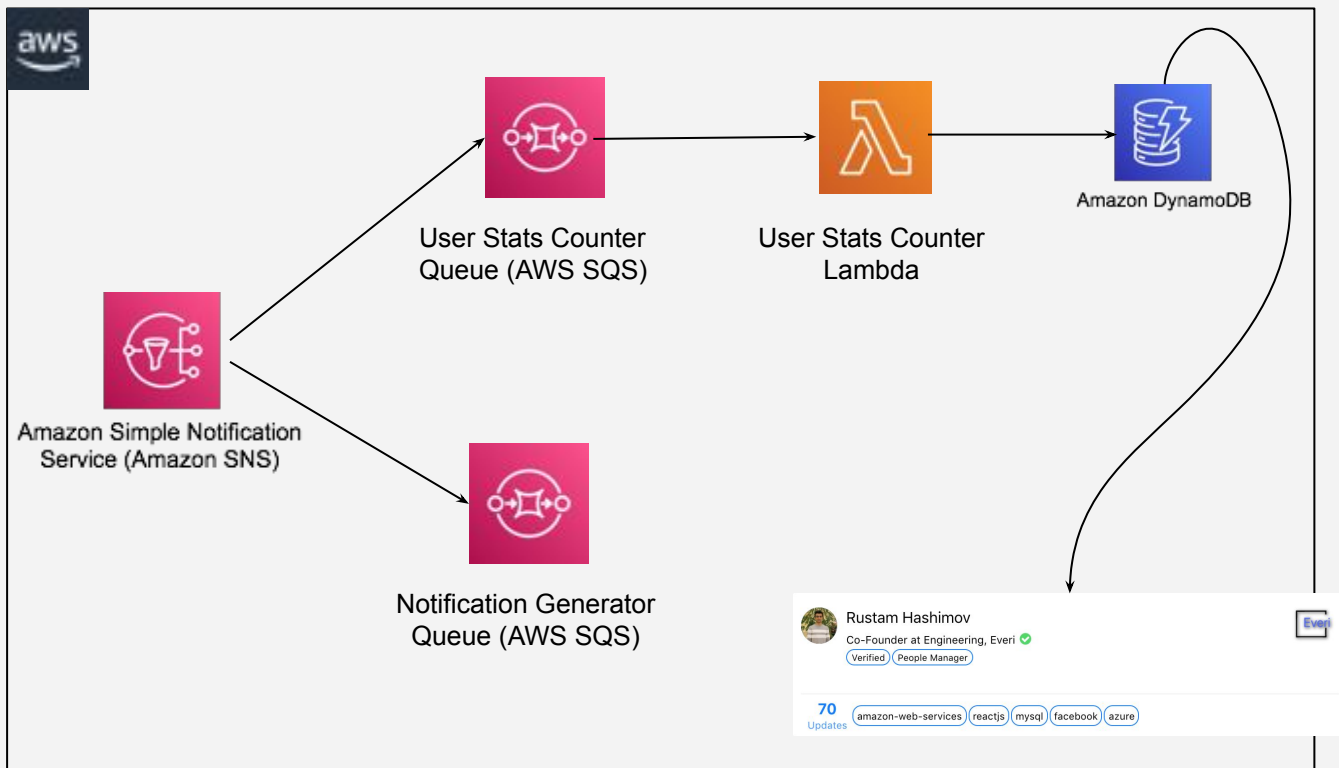 aws
User Stats Counter
Queue (AWS SQS)
User Stats Counter
Lambda
Amazon DynamoDB
Amazon Simple Notification
Service (Amazon SNS)
Notification Generator
Queue (AWS SQS)
Rustam Hashimov
Co-Founder at Engineering, Everi
Verified People Manager
Everi
70
Updates
amazon-web-services reactjs mysql facebook azure